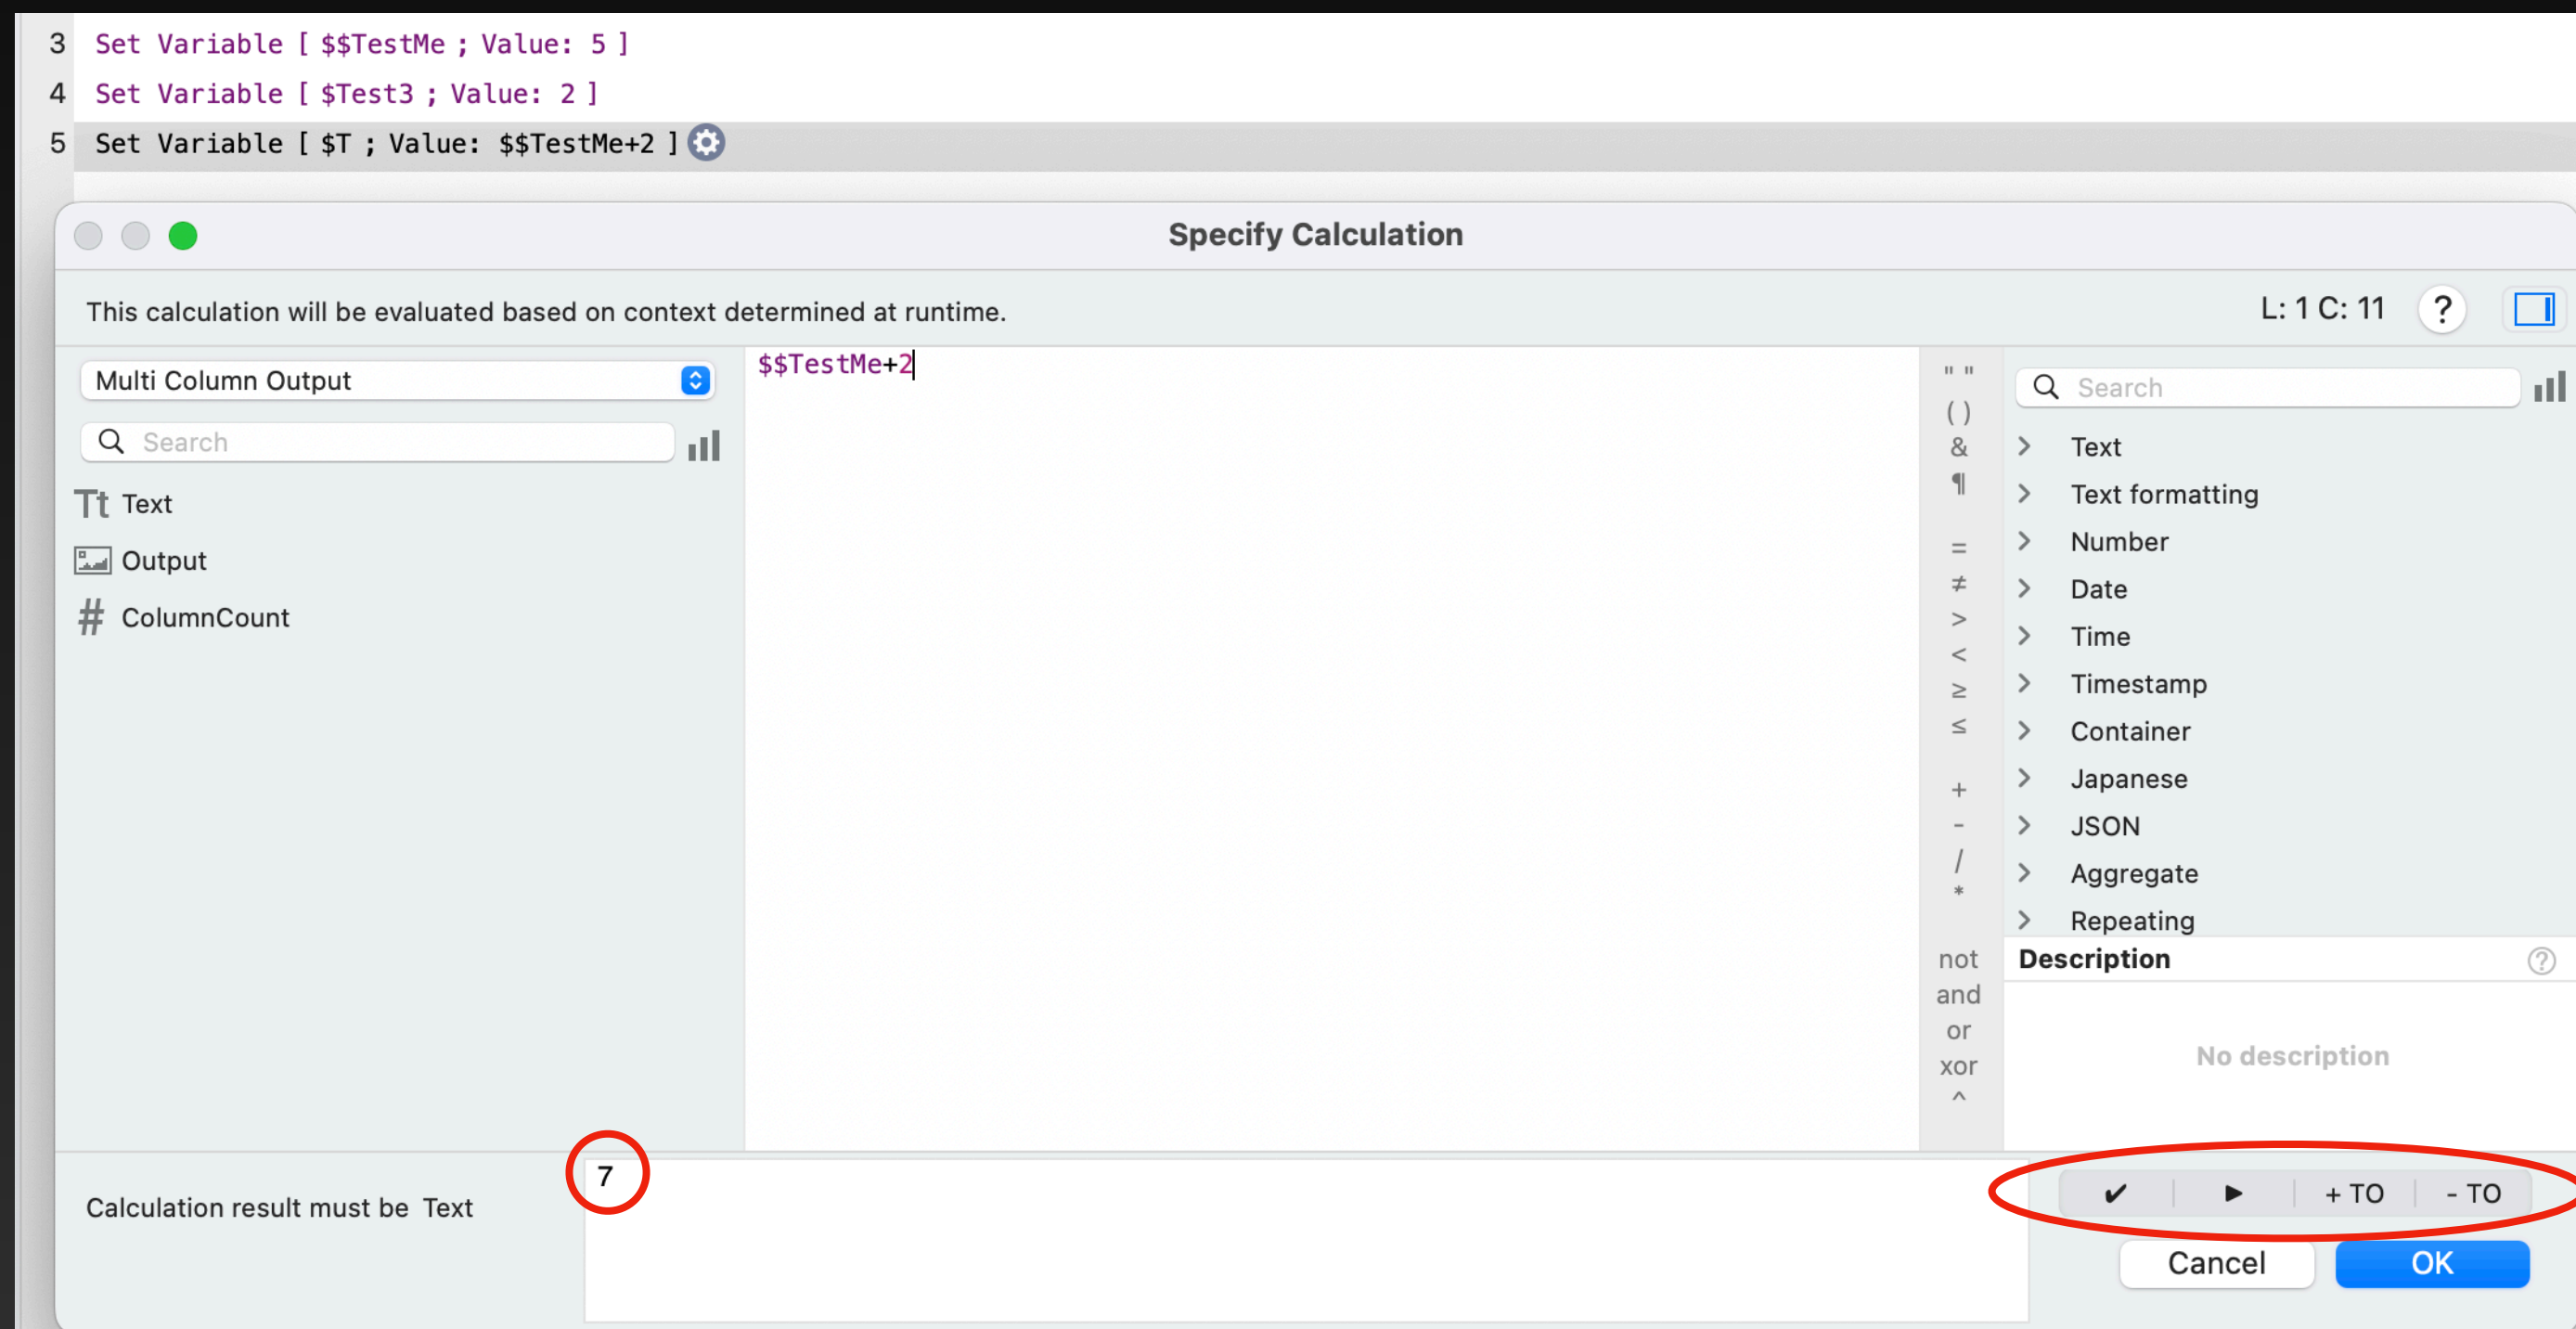 3 Set Variable [ $$TestMe ; Value: 5 ]
4 Set Variable [ $Test3 ; Value: 2 ]
5 Set Variable [ $T ; Value: $$TestMe+2 ]
Specify Calculation
This calculation will be evaluated based on context determined at runtime.
L: 1 C: 11
?
Multi Column Output
Search
Tt Text
Output
# ColumnCount
$$TestMe+2
" "
( )
&
¶
=
≠
>
<
≥
≤
+
-
/
*
not
and
or
xor
^
Search
Text
Text formatting
Number
Date
Time
Timestamp
Container
Japanese
JSON
Aggregate
Repeating
Description
?
No description
Calculation result must be Text
7
✔ ▶ + TO - TO
Cancel
OK